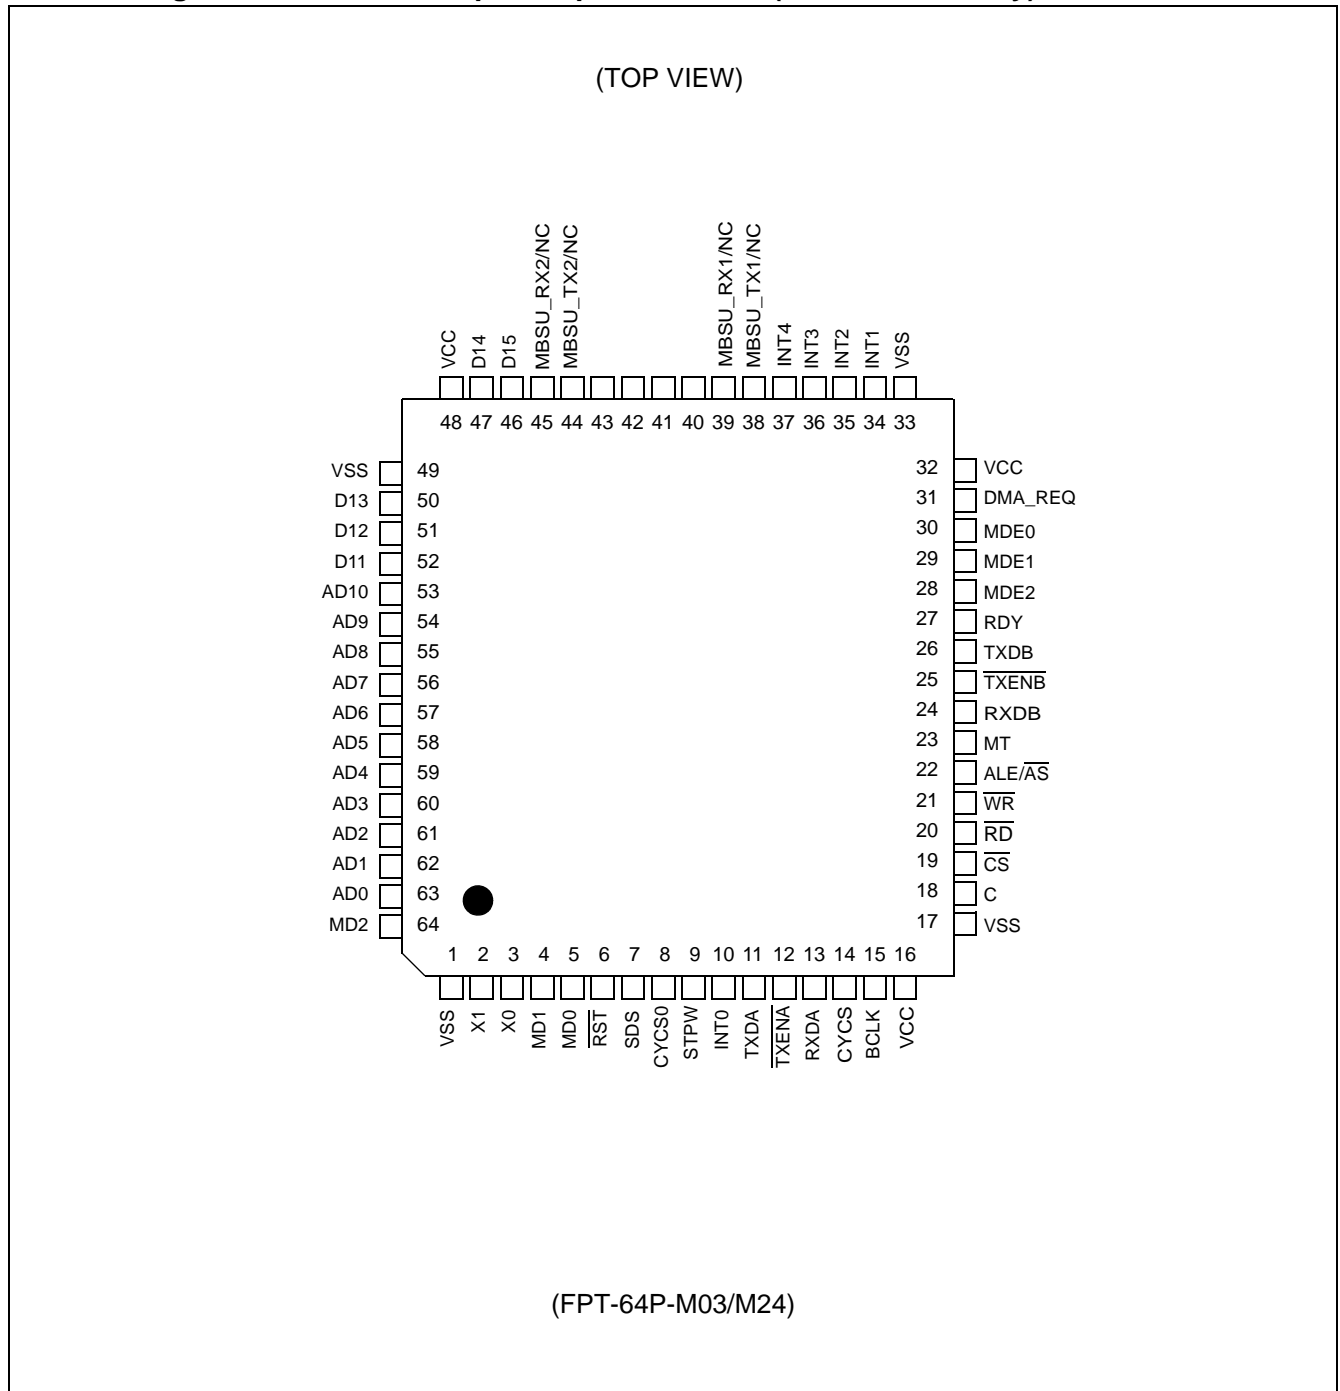 (TOP VIEW)
VCC
D14
D15
MBSU_RX2/NC
MBSU_TX2/NC
MBSU_RX1/NC
MBSU_TX1/NC
INT4
INT3
INT2
INT1
VSS
48 47 46 45 44 43 42 41 40 39 38 37 36 35 34 33
VSS 49
D13 50
D12 51
D11 52
AD10 53
AD9 54
AD8 55
AD7 56
AD6 57
AD5 58
AD4 59
AD3 60
AD2 61
AD1 62
AD0 63
MD2 64
32 VCC
31 DMA_REQ
30 MDE0
29 MDE1
28 MDE2
27 RDY
26 TXDB
25 TXENB
24 RXDB
23 MT
22 ALE/AS
21 WR
20 RD
19 CS
18 C
17 VSS
1 2 3 4 5 6 7 8 9 10 11 12 13 14 15 16
VSS
X1
X0
MD1
MD0
RST
SDS
CYCS0
STPW
INT0
TXDA
TXENA
RXDA
CYCS
BCLK
VCC
(FPT-64P-M03/M24)